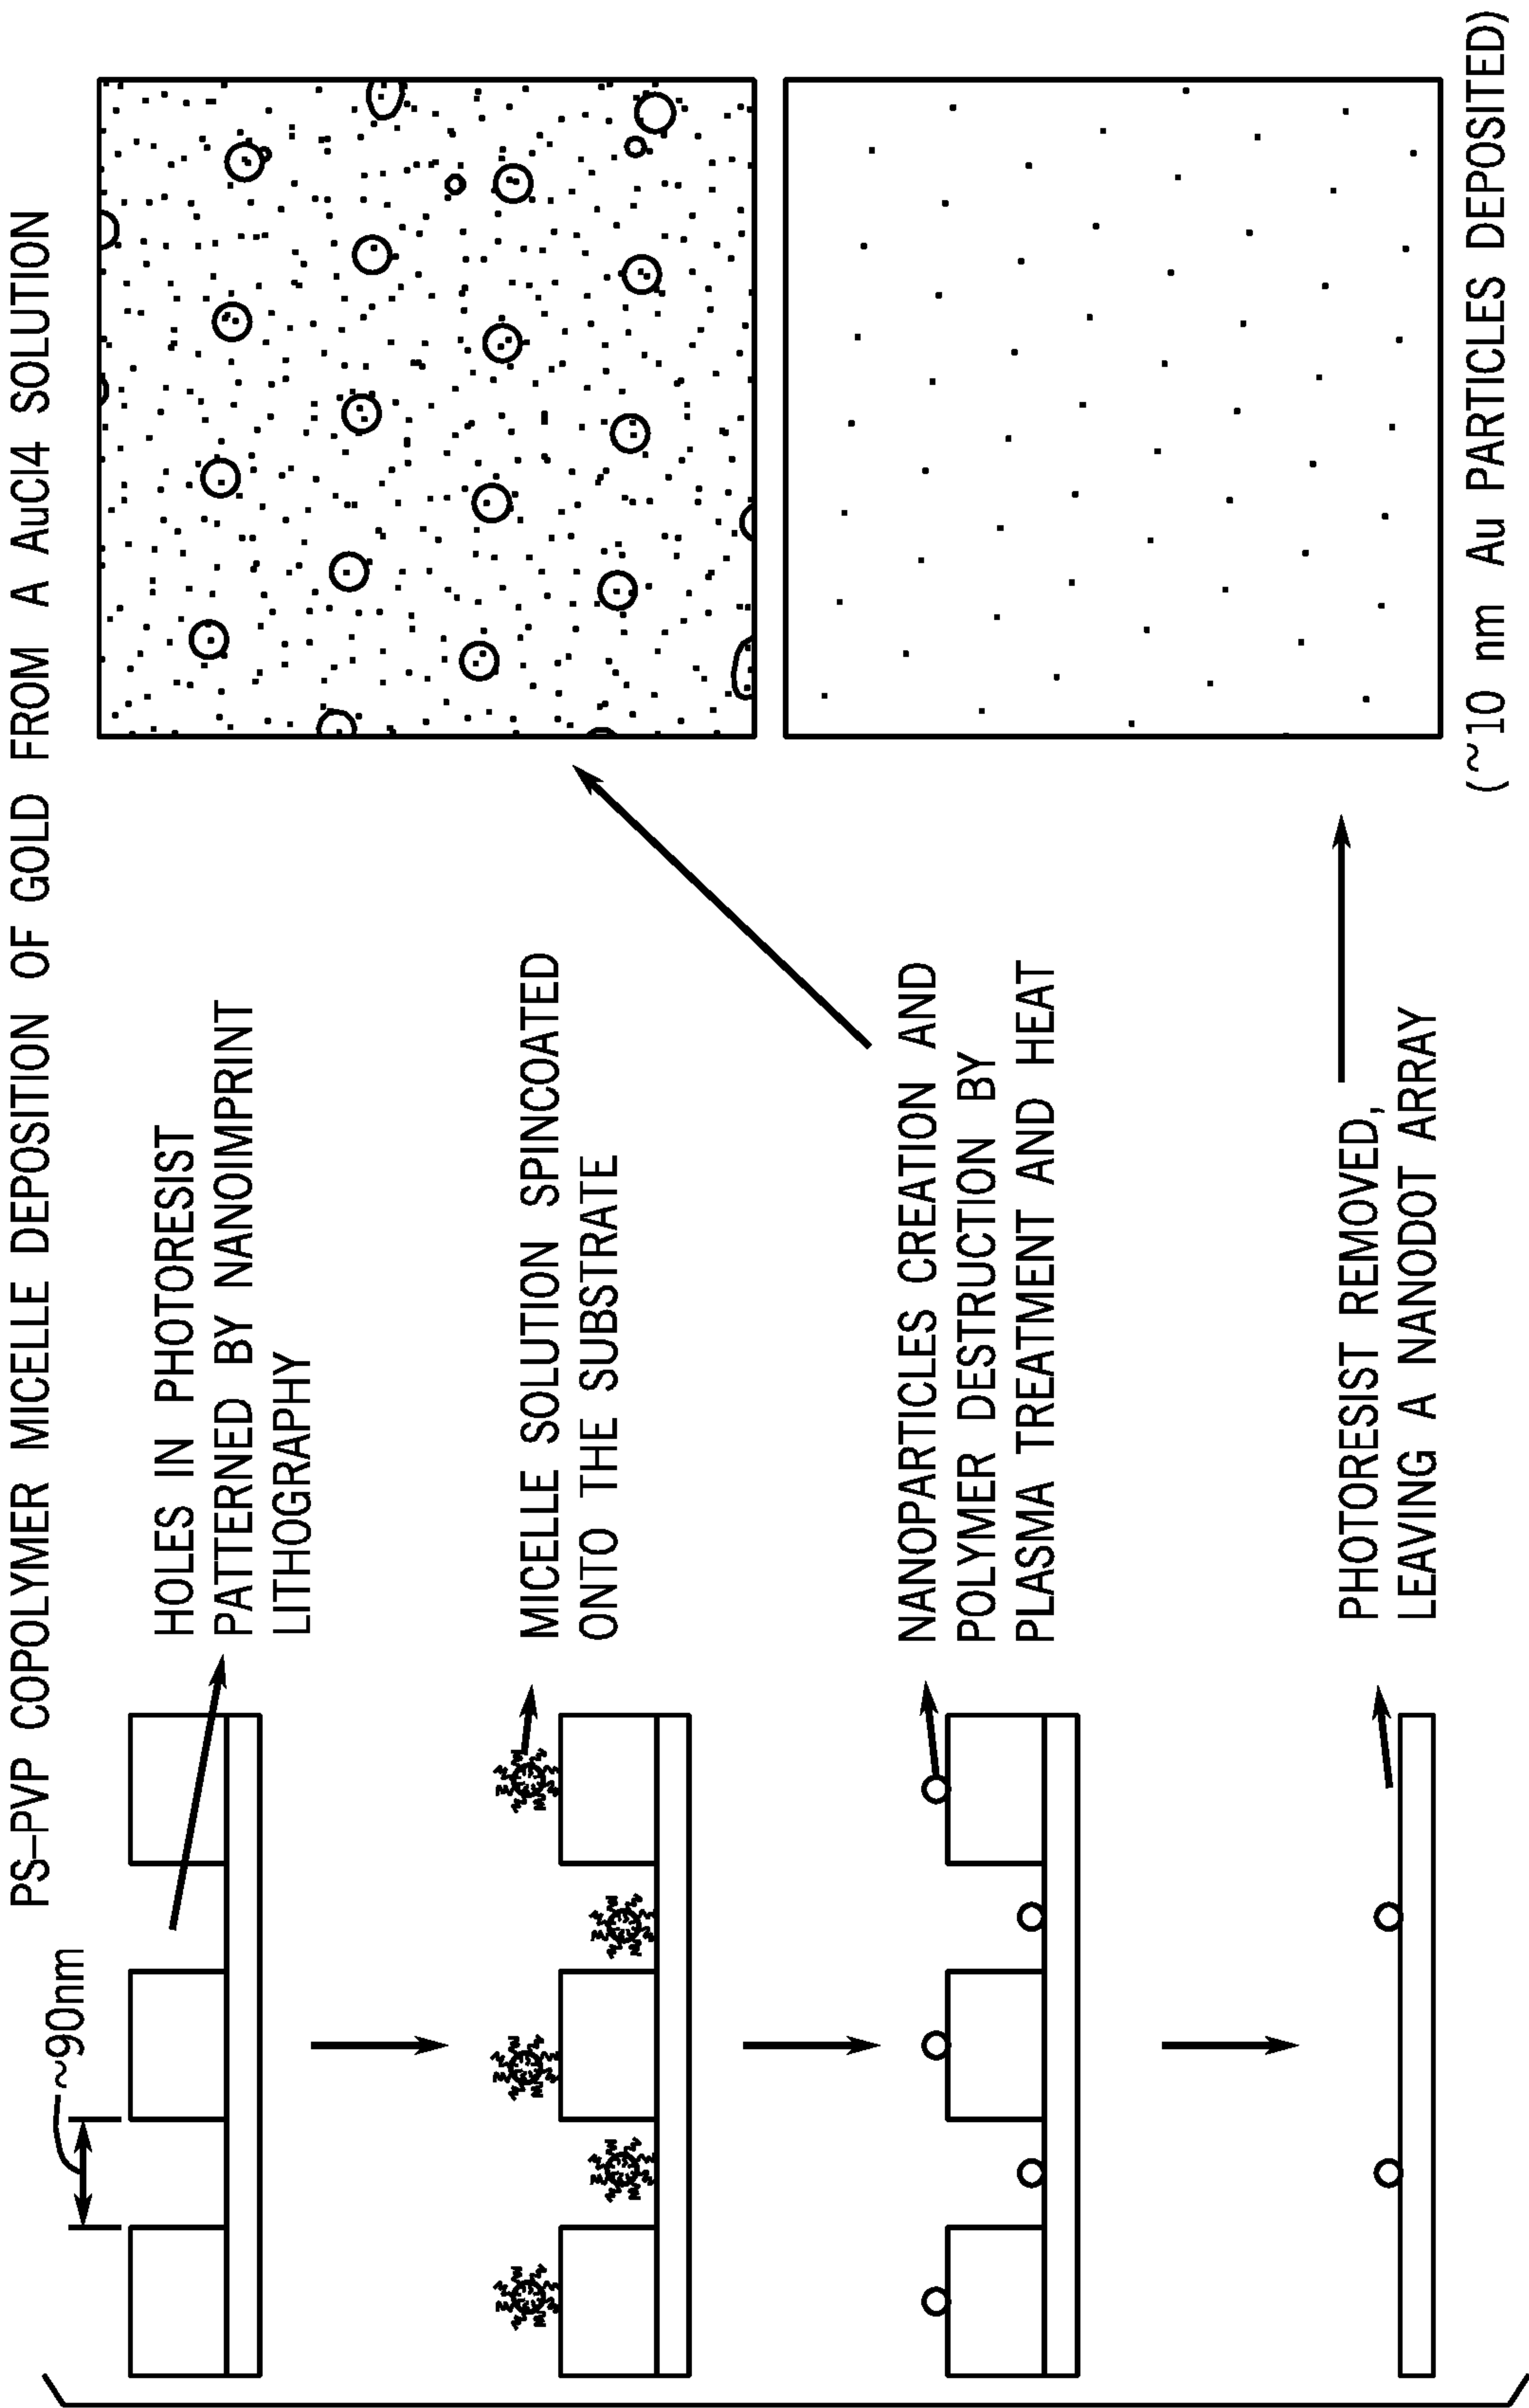 PS-PVP COPOLYMER MICELLE DEPOSITION OF GOLD FROM A AuCl4 SOLUTION
~90nm
HOLES IN PHOTORESIST
PATTERNED BY NANOIMPRINT
LITHOGRAPHY
MICELLE SOLUTION SPINCOATED
ONTO THE SUBSTRATE
NANOPARTICLES CREATION AND
POLYMER DESTRUCTION BY
PLASMA TREATMENT AND HEAT
PHOTORESIST REMOVED,
LEAVING A NANODOT ARRAY
(~10 nm Au PARTICLES DEPOSITED)